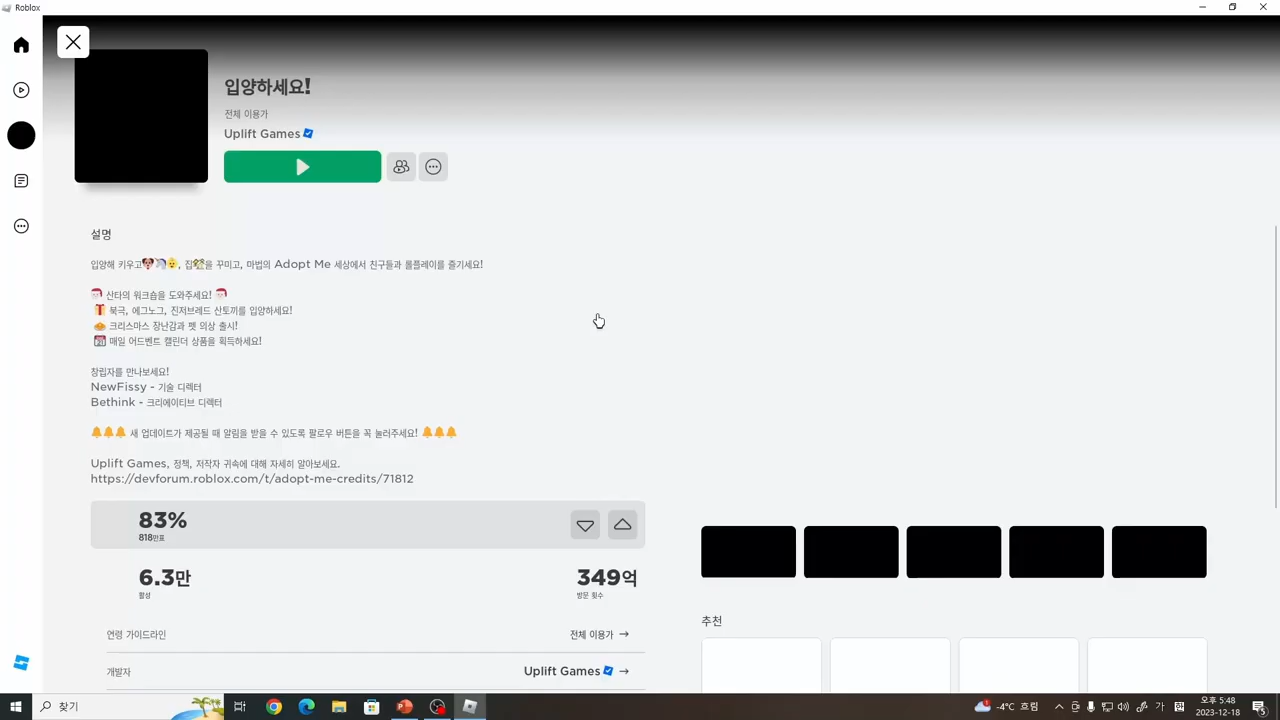 Roblox
입양하세요!
전체 이용가
Uplift Games
설명
입양해 키우고🐶🦄👶, 집🏡을 꾸미고, 마법의 Adopt Me 세상에서 친구들과 롤플레이를 즐기세요!
🎅 산타의 워크숍을 도와주세요! 🎅
🎁 북극, 에그노그, 진저브레드 산토끼를 입양하세요!
🥧 크리스마스 장난감과 펫 의상 출시!
📅 매일 어드벤트 캘린더 상품을 획득하세요!
창립자를 만나보세요!
NewFissy - 기술 디렉터
Bethink - 크리에이티브 디렉터
🔔🔔🔔 새 업데이트가 제공될 때 알림을 받을 수 있도록 팔로우 버튼을 꼭 눌러주세요! 🔔🔔🔔
Uplift Games, 정책, 저작자 귀속에 대해 자세히 알아보세요.
https://devforum.roblox.com/t/adopt-me-credits/71812
83%
818만표
6.3만
활성
349억
방문 횟수
연령 가이드라인
전체 이용가 →
개발자
Uplift Games →
추천
찾기
-4°C 흐림
가
오후 5:48
2023-12-18
5